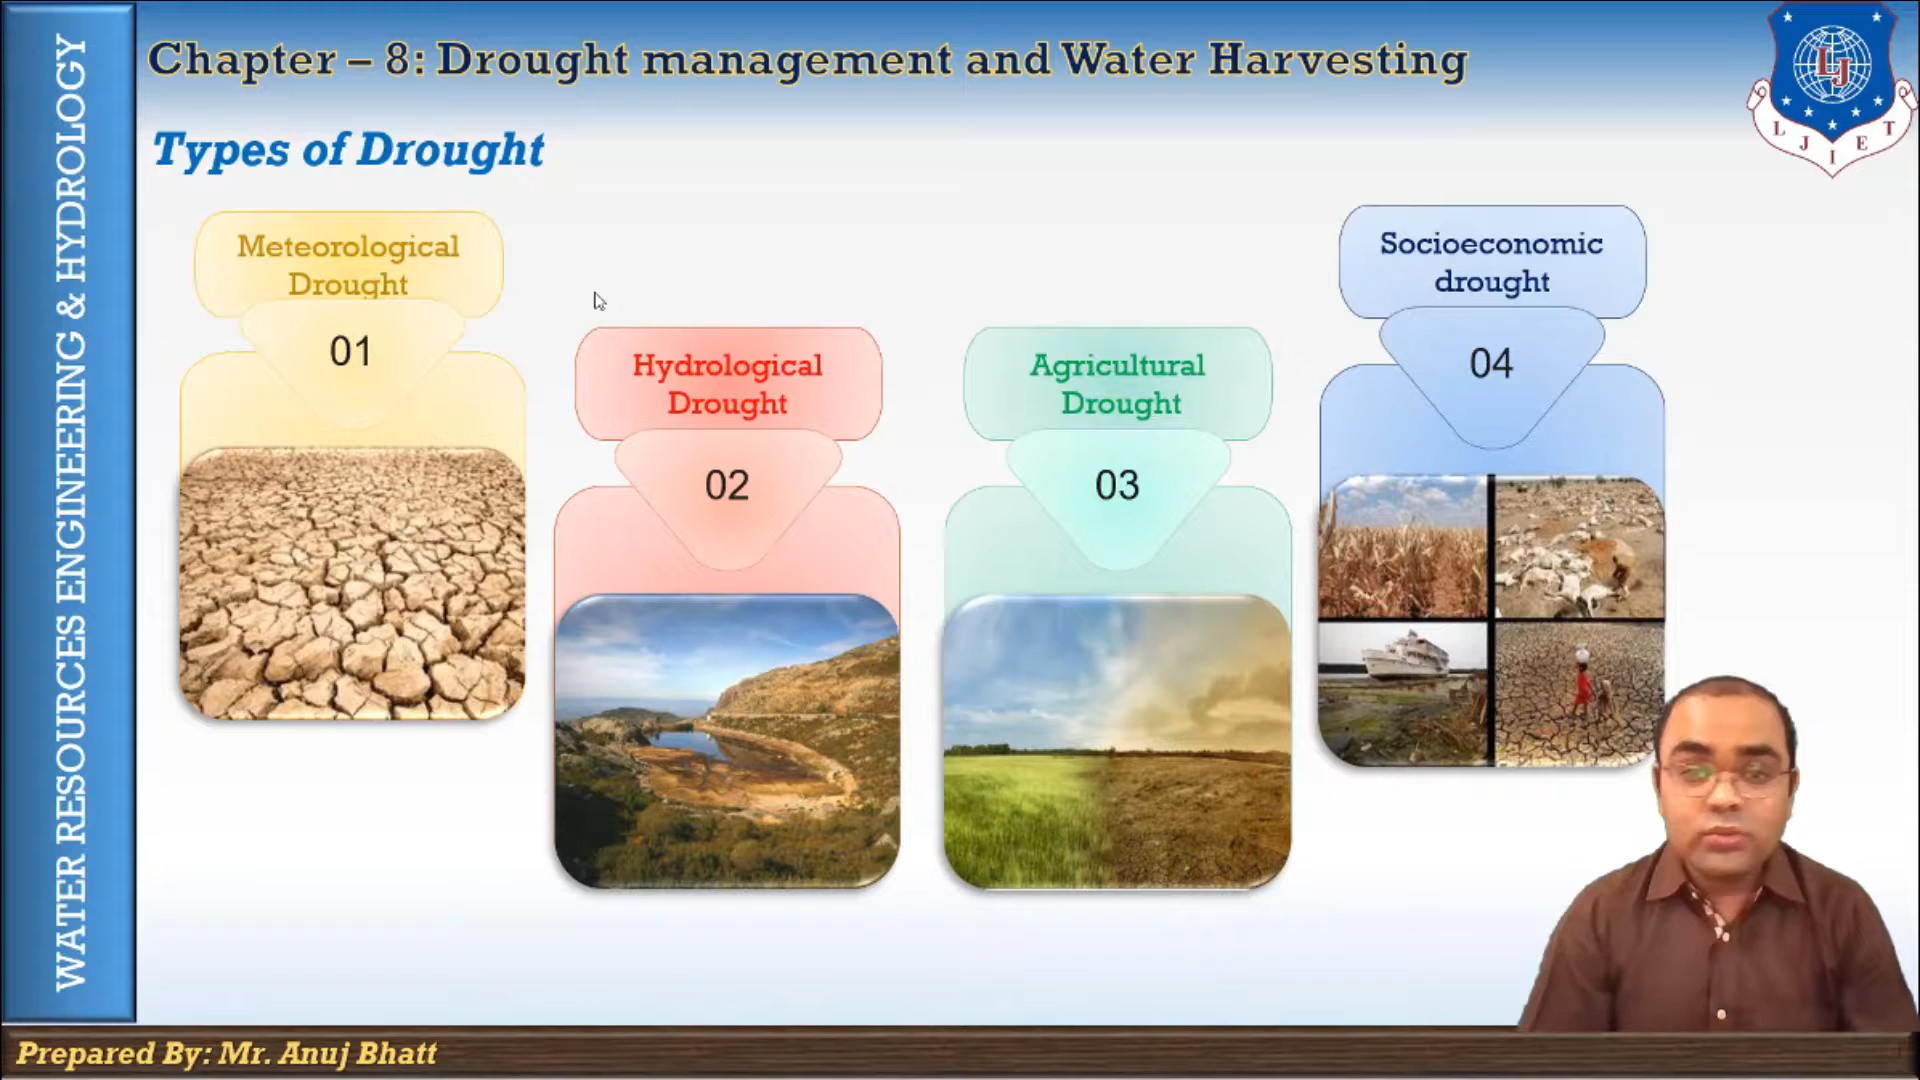 WATER RESOURCES ENGINEERING & HYDROLOGY
Chapter – 8: Drought management and Water Harvesting
LJ
L J I E T
Types of Drought
Meteorological
Drought
01
Hydrological
Drought
02
Agricultural
Drought
03
Socioeconomic
drought
04
Prepared By: Mr. Anuj Bhatt